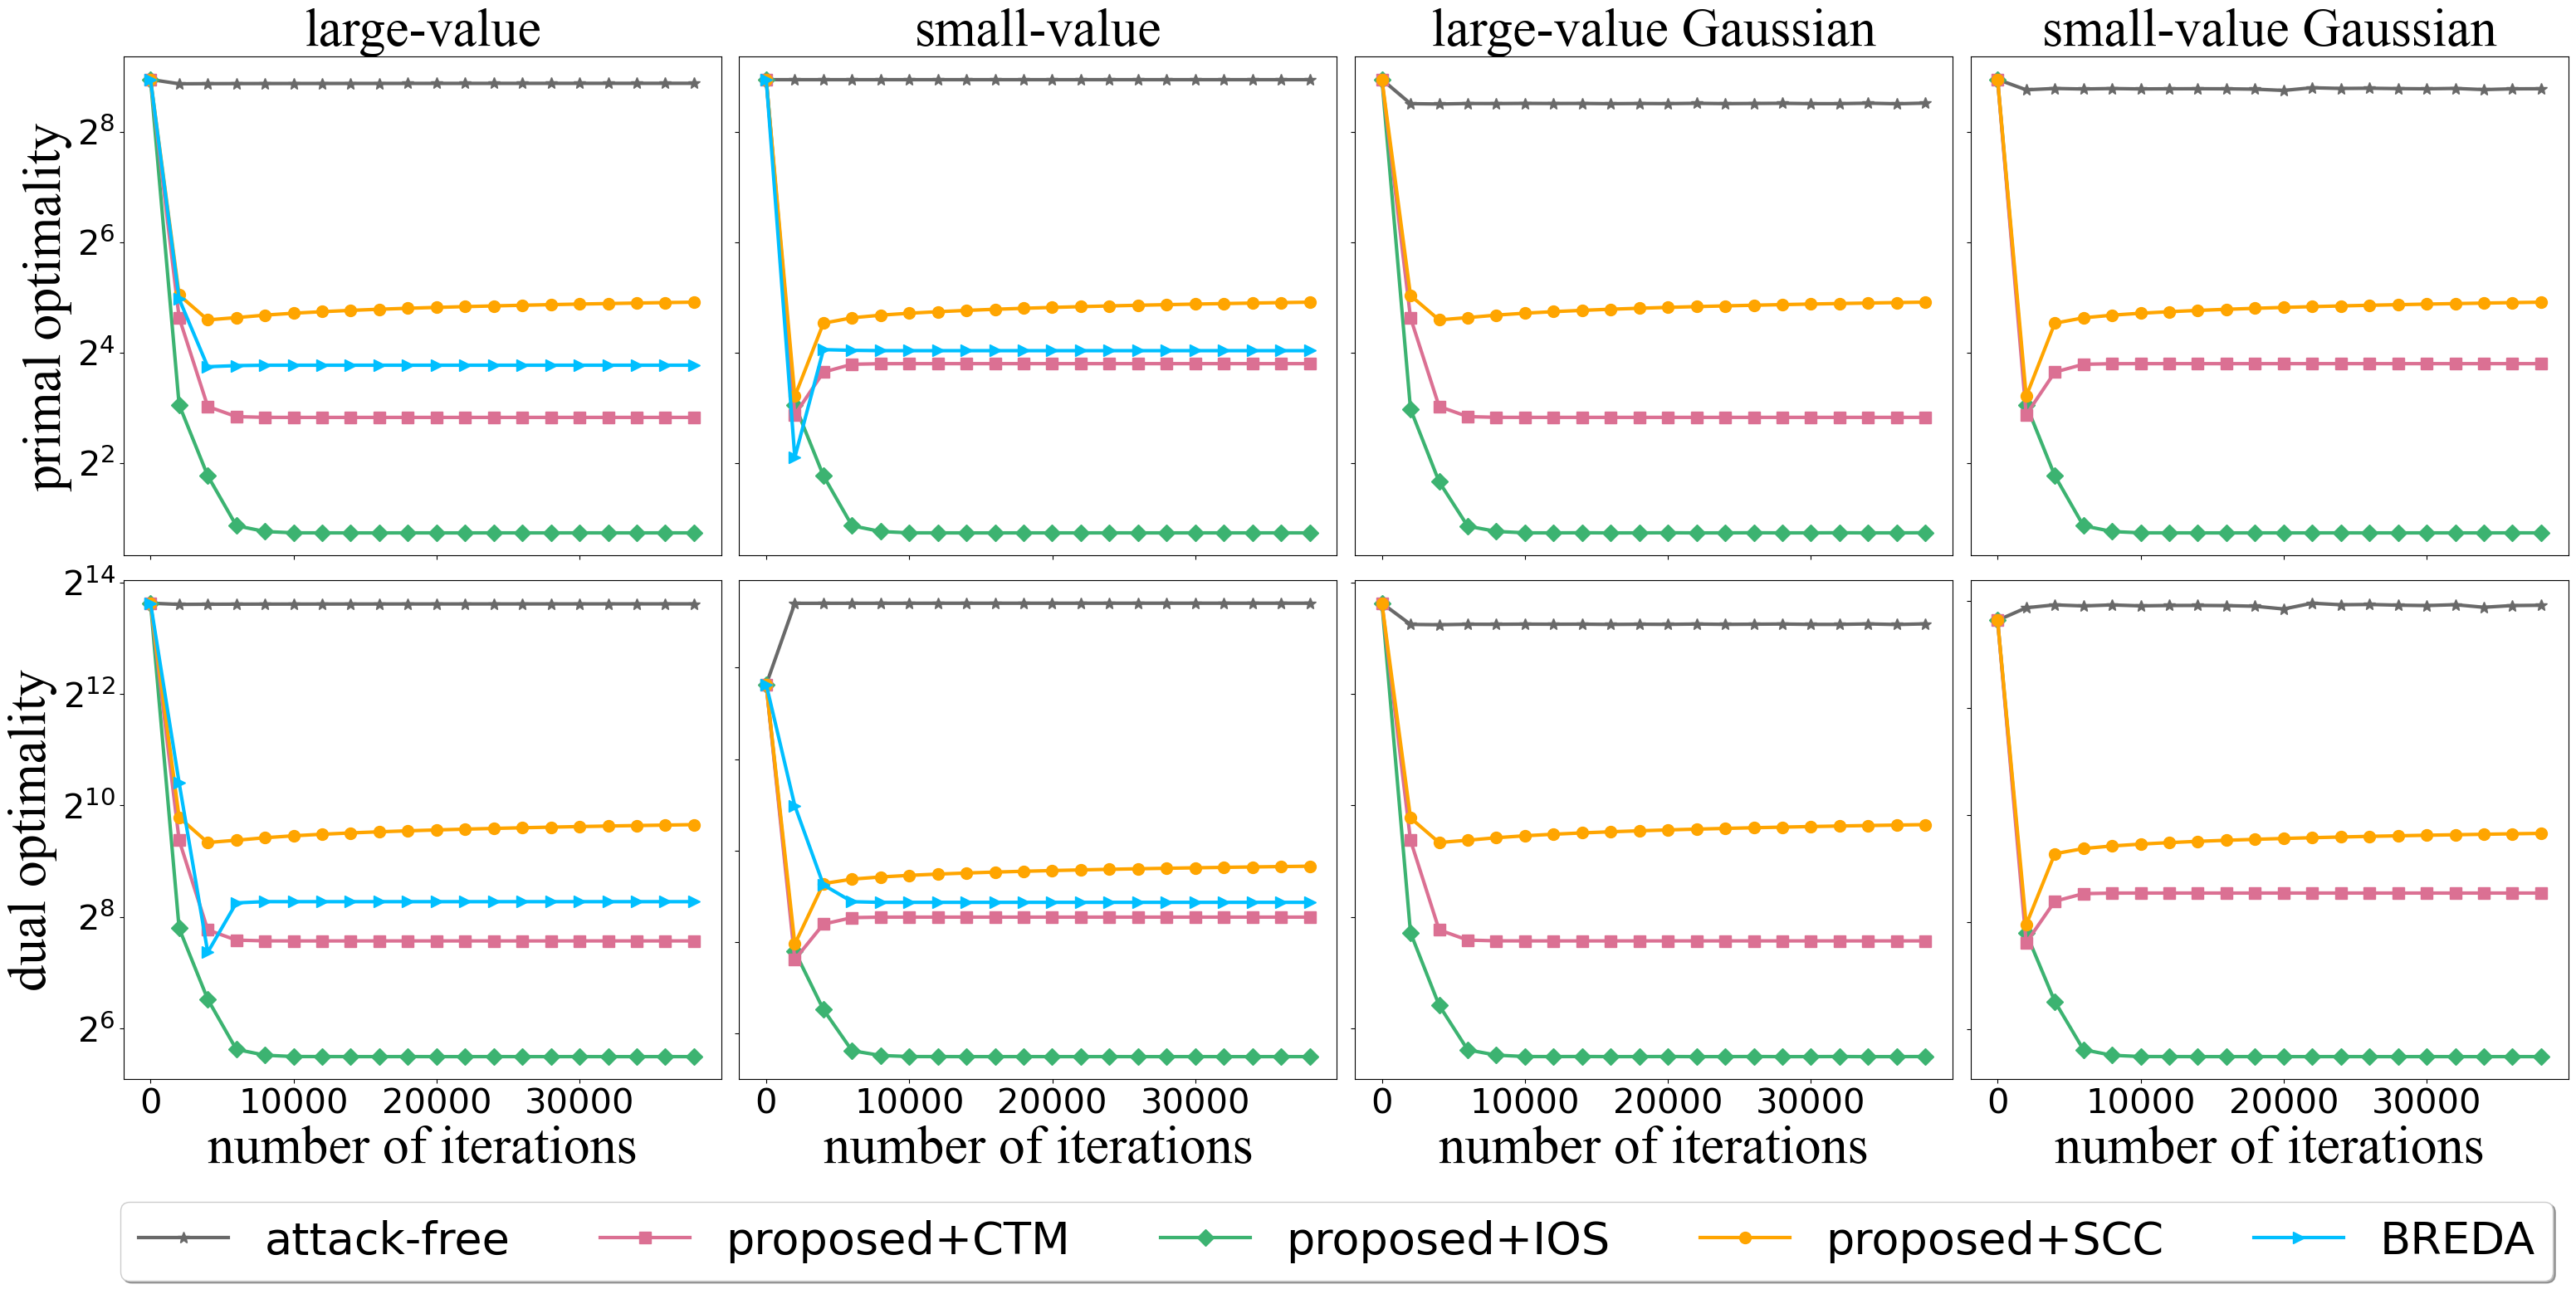 large-value small-value large-value Gaussian small-value Gaussian
primal optimality
2^8
2^6
2^4
2^2
dual optimality
2^14
2^12
2^10
2^8
2^6
0 10000 20000 30000 0 10000 20000 30000 0 10000 20000 30000 0 10000 20000 30000
number of iterations number of iterations number of iterations number of iterations
attack-free proposed+CTM proposed+IOS proposed+SCC BREDA